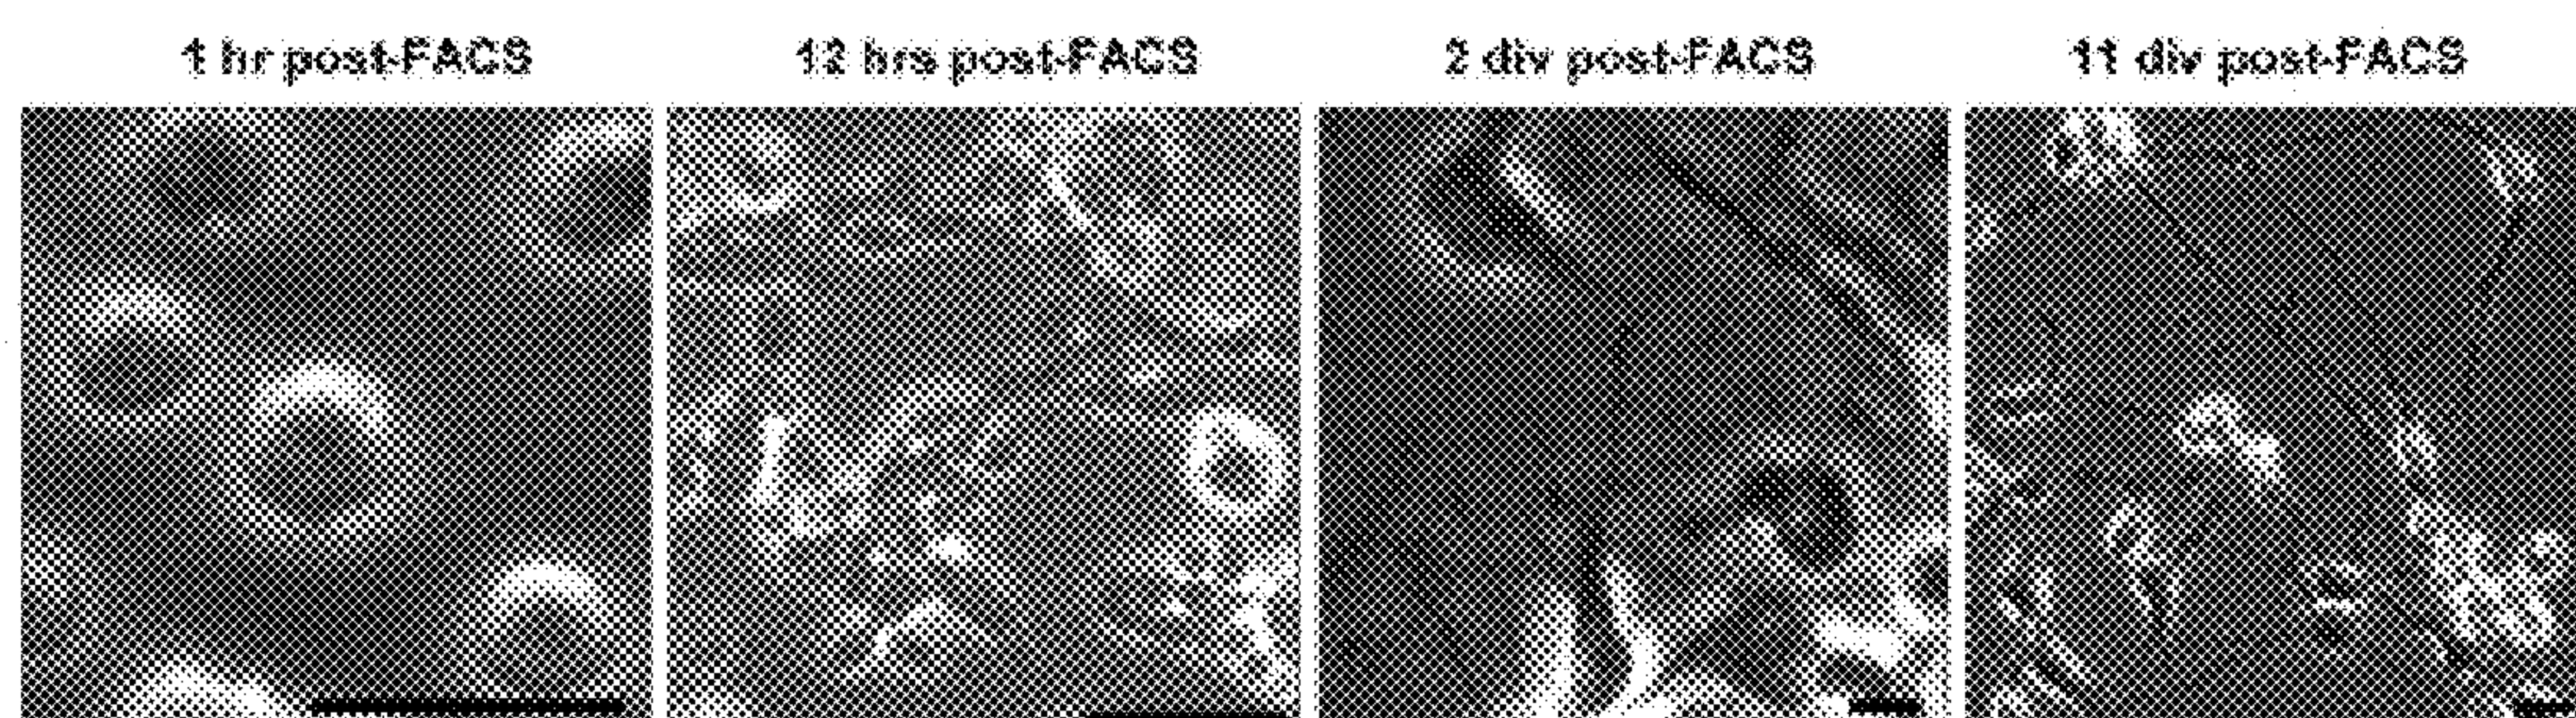 1 hr post-FACS
12 hrs post-FACS
2 div post-FACS
11 div post-FACS